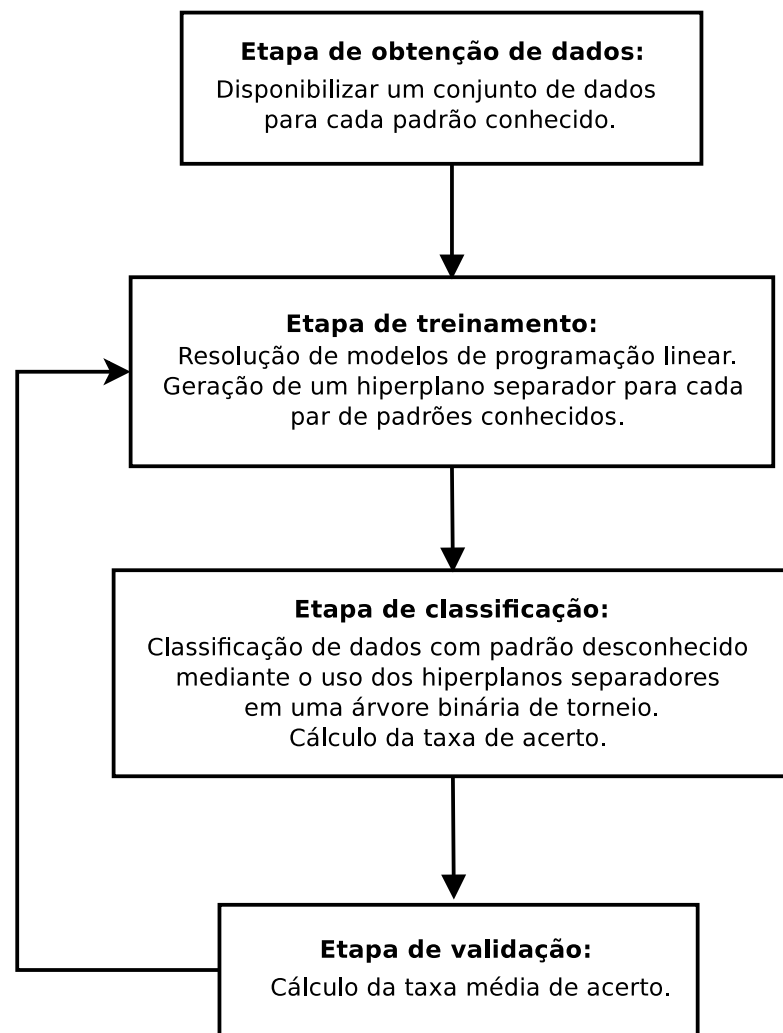 Etapa de obtenção de dados:
Disponibilizar um conjunto de dados
para cada padrão conhecido.
Etapa de treinamento:
Resolução de modelos de programação linear.
Geração de um hiperplano separador para cada
par de padrões conhecidos.
Etapa de classificação:
Classificação de dados com padrão desconhecido
mediante o uso dos hiperplanos separadores
em uma árvore binária de torneio.
Cálculo da taxa de acerto.
Etapa de validação:
Cálculo da taxa média de acerto.